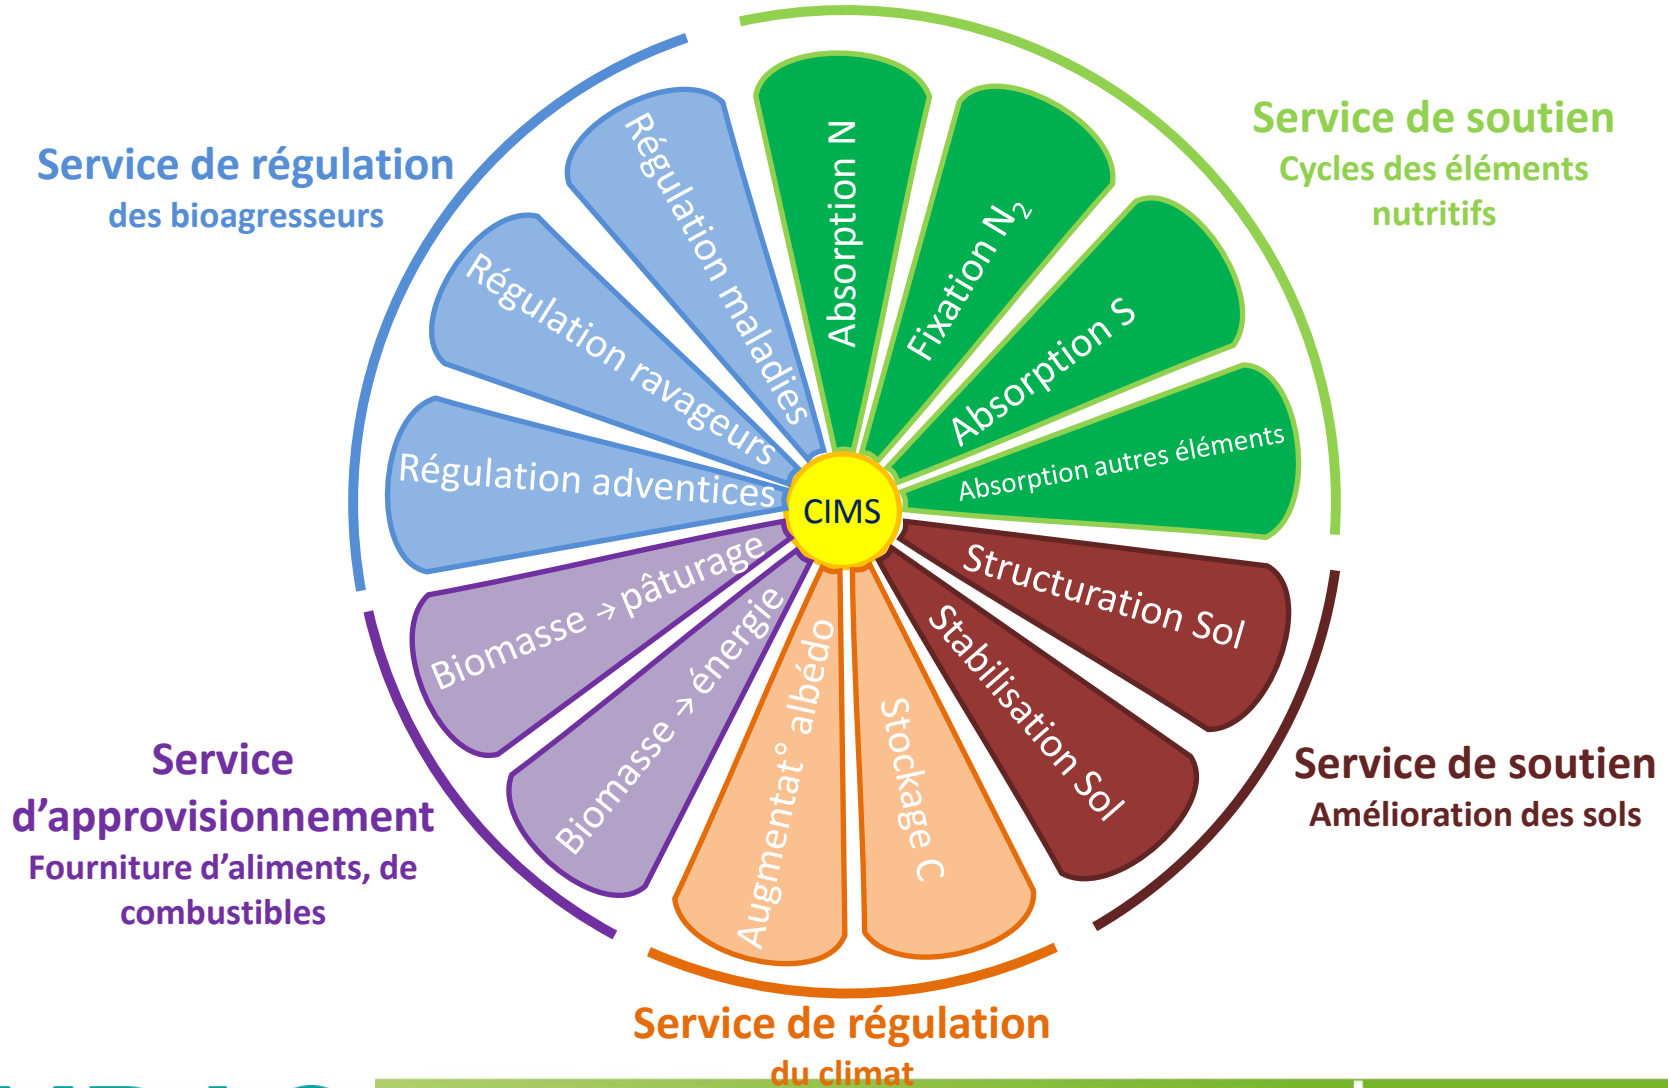 Service de régulation
des bioagresseurs
Service de soutien
Cycles des éléments
nutritifs
Régulation maladies
Régulation ravageurs
Régulation adventices
Absorption N
Fixation N₂
Absorption S
Absorption autres éléments
CIMS
Structuration Sol
Stabilisation Sol
Stockage C
Augmentat° albédo
Biomasse → énergie
Biomasse → pâturage
Service
d’approvisionnement
Fourniture d’aliments, de
combustibles
Service de soutien
Amélioration des sols
Service de régulation
du climat